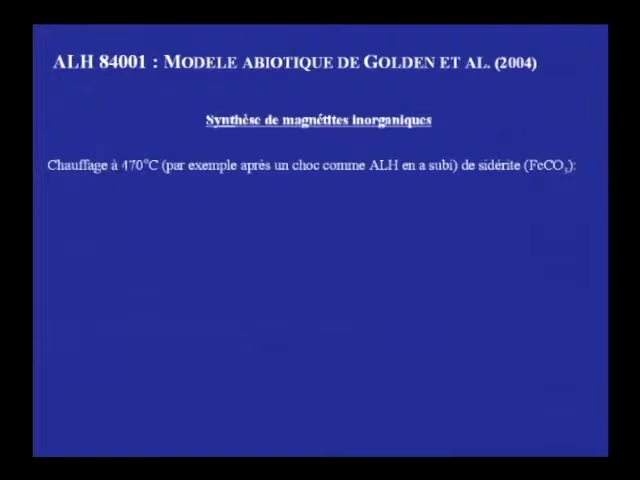 ALH 84001 : MODELE ABIOTIQUE DE GOLDEN ET AL. (2004)
Synthèse de magnétites inorganiques
Chauffage à 470°C (par exemple après un choc comme ALH en a subi) de sidérite (FeCO₃):